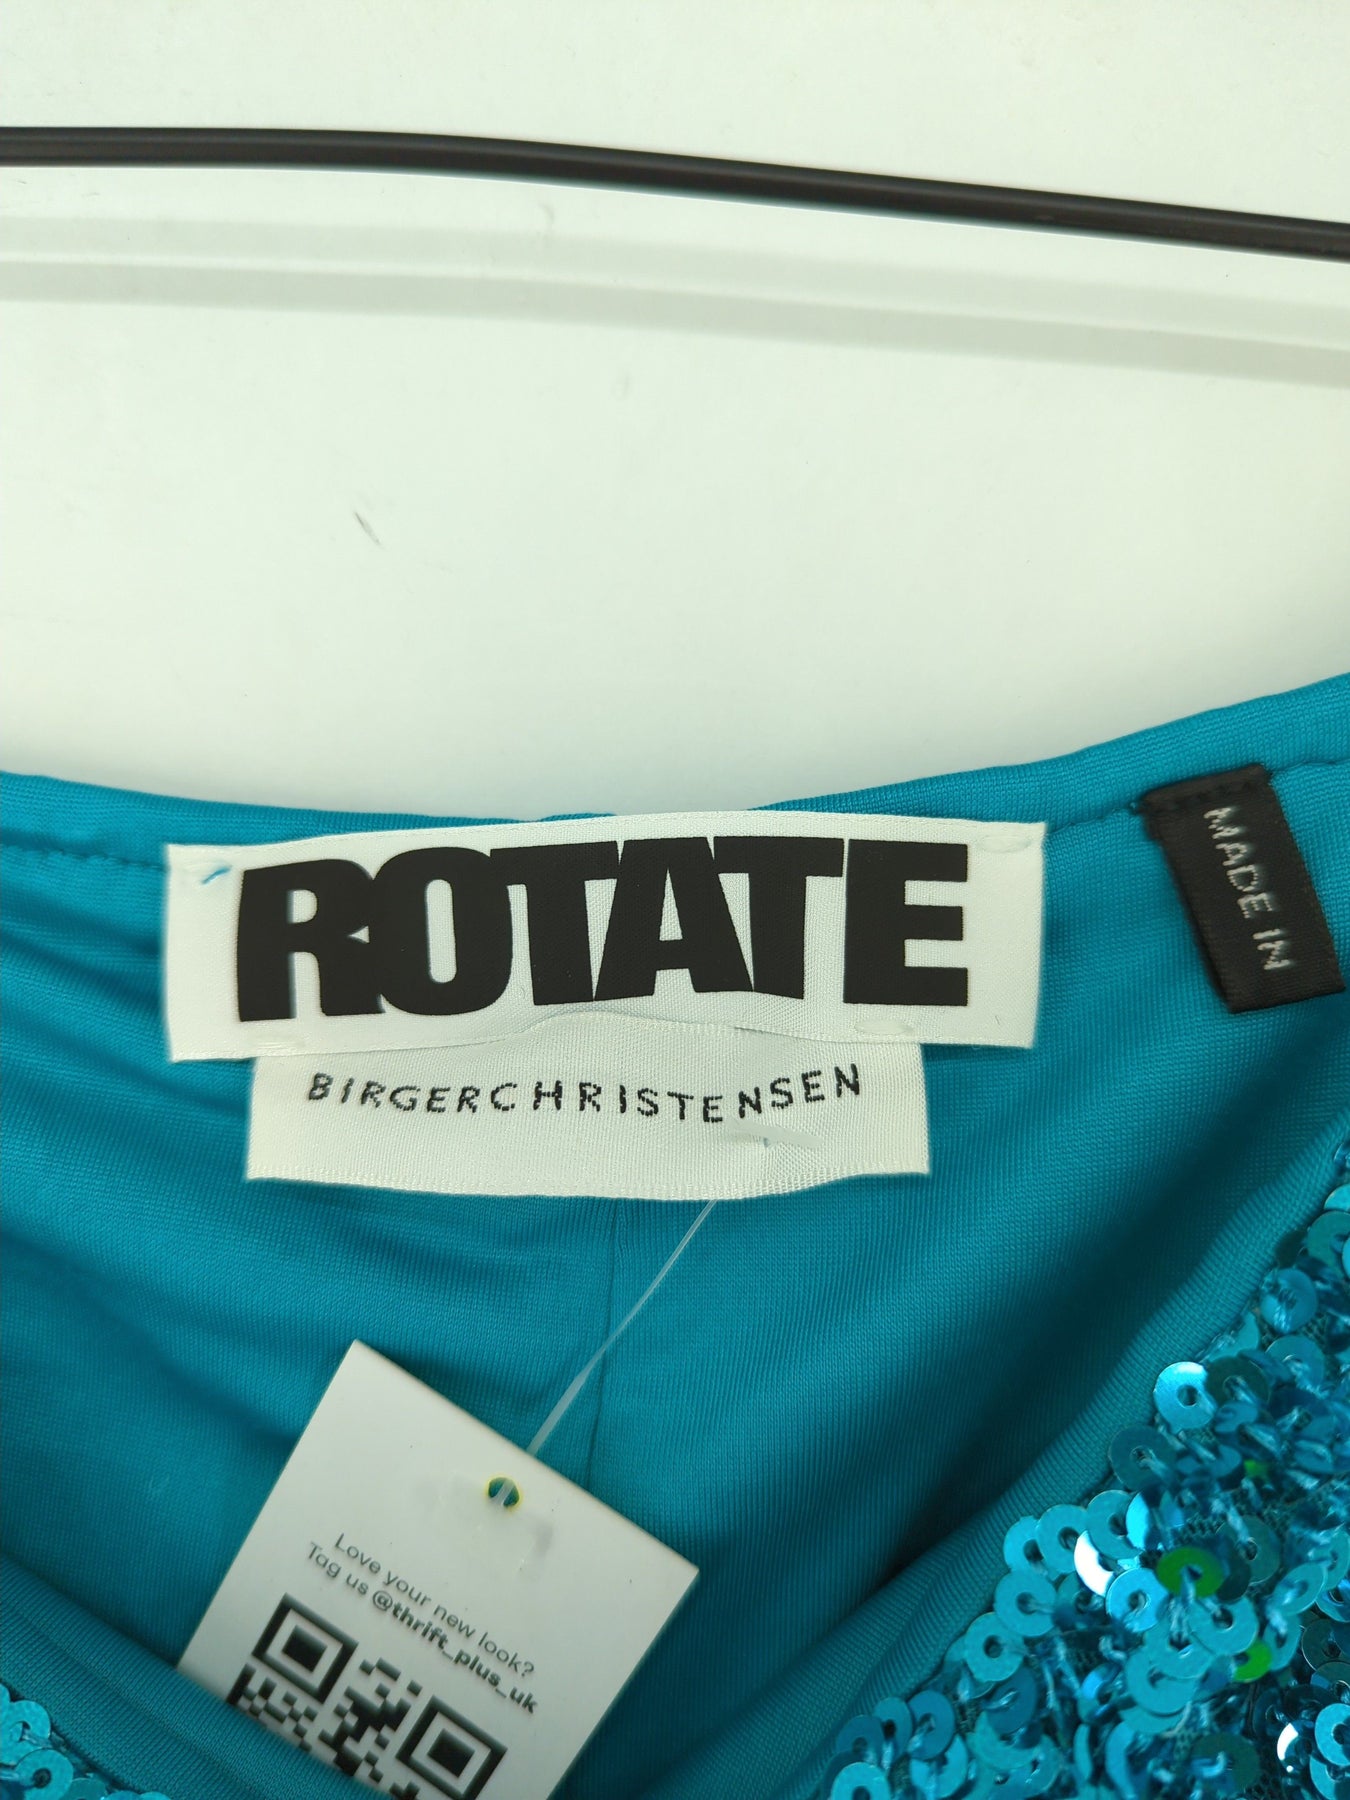 ROTATE
BIRGERCHRISTENSEN
MADE IN
Love your new look?
Tag us @thrift_plus_uk